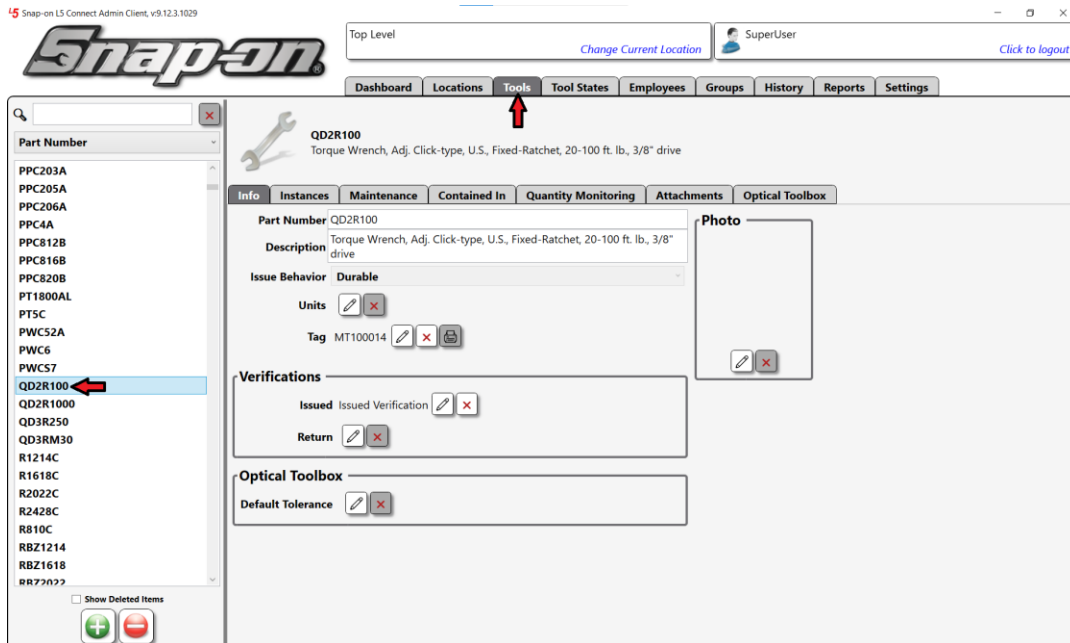 L5 Snap-on L5 Connect Admin Client, v:9.12.3.1029
Snap-on
Top Level
Change Current Location
SuperUser
Click to logout
Dashboard Locations Tools Tool States Employees Groups History Reports Settings
Part Number
PPC203A
PPC205A
PPC206A
PPC4A
PPC812B
PPC816B
PPC820B
PT1800AL
PT5C
PWC52A
PWC6
PWCS7
QD2R100
QD2R1000
QD3R250
QD3RM30
R1214C
R1618C
R2022C
R2428C
R810C
RBZ1214
RBZ1618
RBZ2022
Show Deleted Items
QD2R100
Torque Wrench, Adj. Click-type, U.S., Fixed-Ratchet, 20-100 ft. lb., 3/8" drive
Info Instances Maintenance Contained In Quantity Monitoring Attachments Optical Toolbox
Part Number QD2R100
Description Torque Wrench, Adj. Click-type, U.S., Fixed-Ratchet, 20-100 ft. lb., 3/8"
drive
Issue Behavior Durable
Units
Tag MT100014
Verifications
Issued Issued Verification
Return
Optical Toolbox
Default Tolerance
Photo